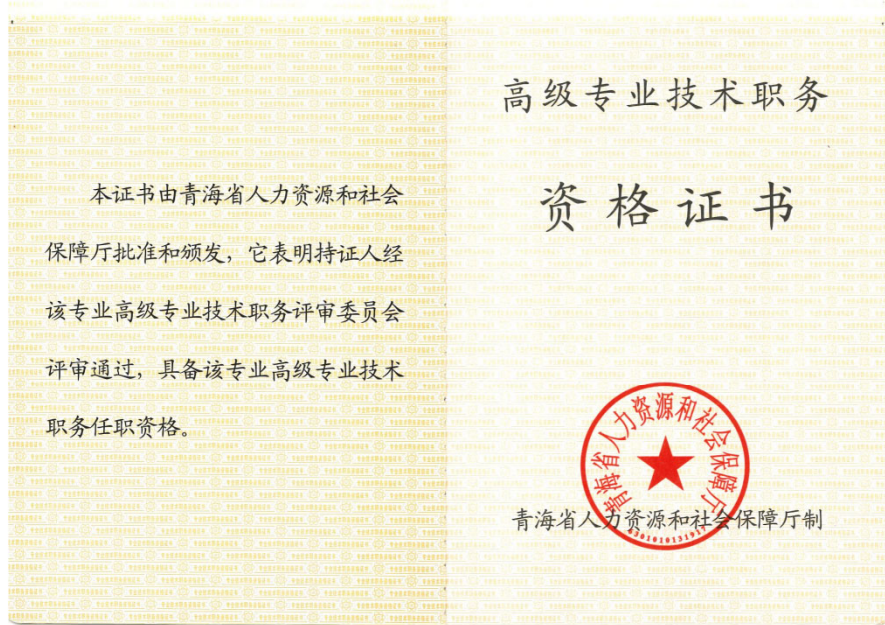 本证书由青海省人力资源和社会
保障厅批准和颁发，它表明持证人经
该专业高级专业技术职务评审委员会
评审通过，具备该专业高级专业技术
职务任职资格。
高级专业技术职务
资格证书
青海省人力资源和社会保障厅
青海省人力资源和社会保障厅制